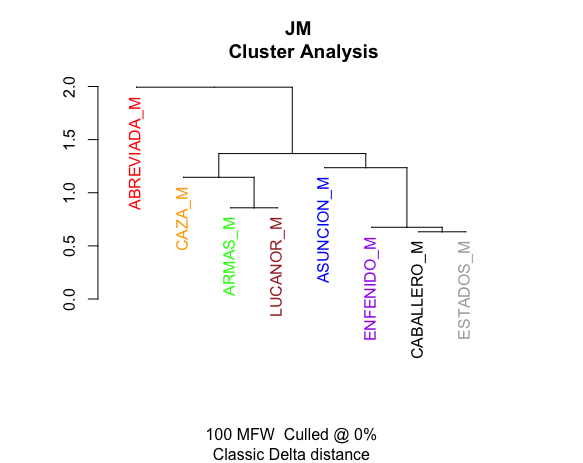 JM
Cluster Analysis
2.0
1.5
1.0
0.5
0.0
ABREVIADA_M
CAZA_M
ARMAS_M
LUCANOR_M
ASUNCION_M
ENFENIDO_M
CABALLERO_M
ESTADOS_M
100 MFW  Culled @ 0%
Classic Delta distance